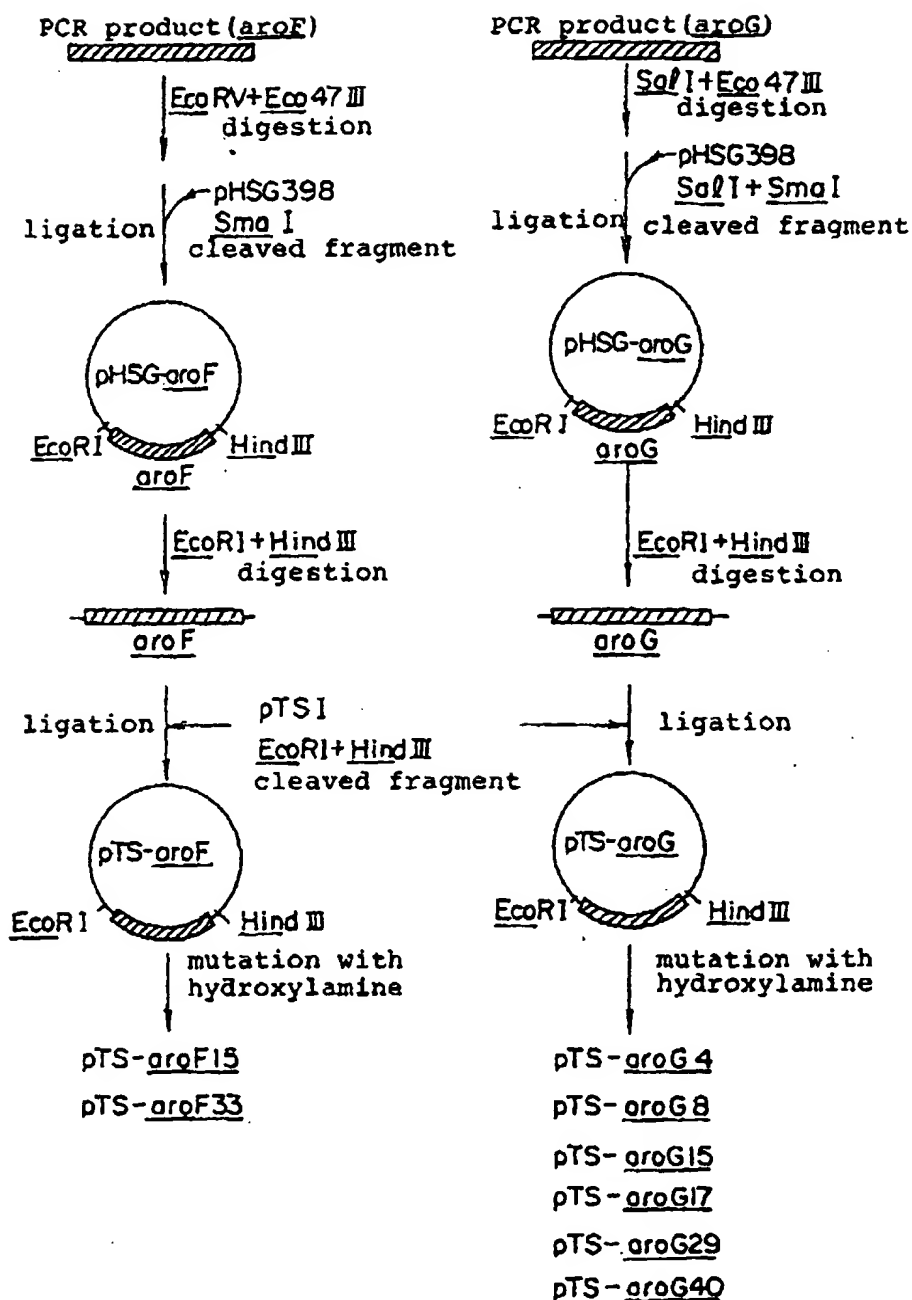 PCR product (aroF)
EcoRV+Eco47III
digestion
pHSG398
SmaI
cleaved fragment
ligation
pHSG-aroF
EcoRI
HindIII
aroF
EcoRI+HindIII
digestion
aroF
ligation
pTSI
EcoRI+HindIII
cleaved fragment
pTS-aroF
EcoRI
HindIII
mutation with
hydroxylamine
pTS-aroF15
pTS-aroF33
PCR product (aroG)
SalI+Eco47III
digestion
pHSG398
SalI+SmaI
cleaved fragment
ligation
pHSG-aroG
EcoRI
HindIII
aroG
EcoRI+HindIII
digestion
aroG
ligation
pTS-aroG
EcoRI
HindIII
mutation with
hydroxylamine
pTS-aroG4
pTS-aroG8
pTS-aroG15
pTS-aroG17
pTS-aroG29
pTS-aroG40